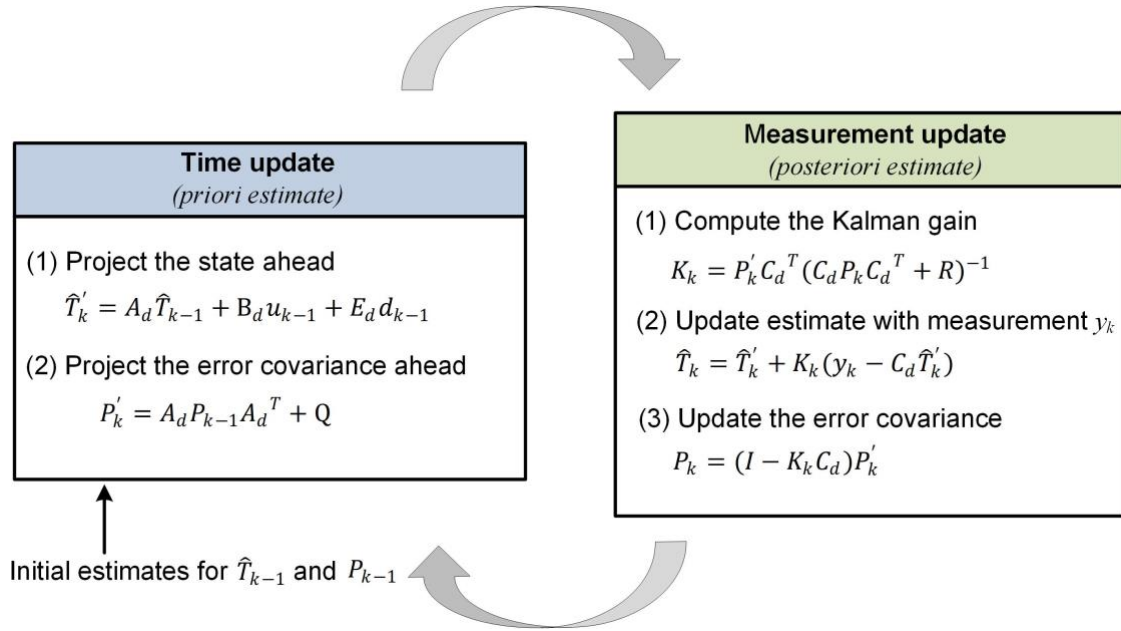 Time update
(priori estimate)
(1) Project the state ahead
T̂′ₖ = A_d T̂ₖ₋₁ + B_d uₖ₋₁ + E_d dₖ₋₁
(2) Project the error covariance ahead
P′ₖ = A_d Pₖ₋₁ A_d^T + Q
Initial estimates for T̂ₖ₋₁ and Pₖ₋₁
Measurement update
(posteriori estimate)
(1) Compute the Kalman gain
Kₖ = P′ₖ C_d^T (C_d Pₖ C_d^T + R)⁻¹
(2) Update estimate with measurement yₖ
T̂ₖ = T̂′ₖ + Kₖ(yₖ − C_d T̂′ₖ)
(3) Update the error covariance
Pₖ = (I − Kₖ C_d)P′ₖ